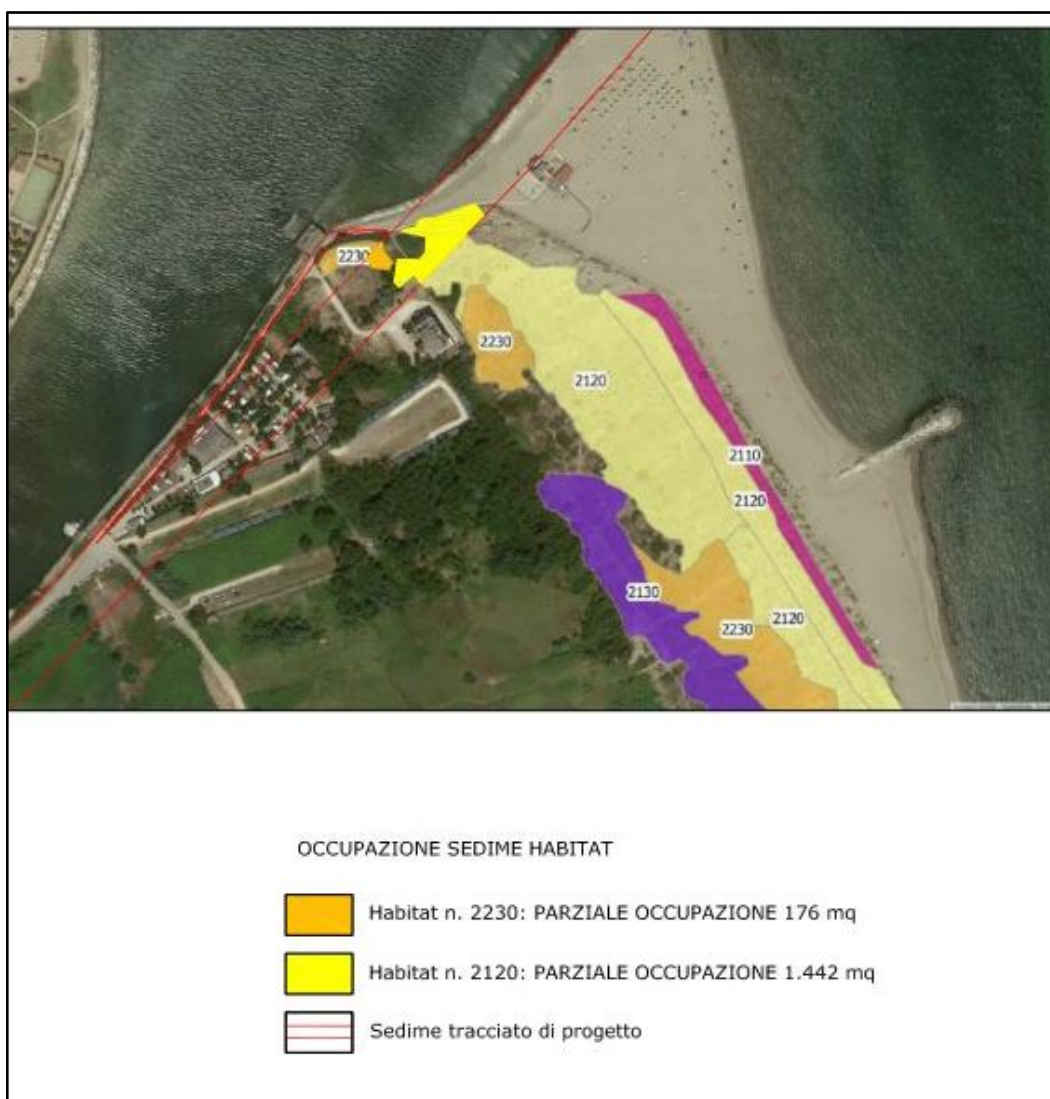 2230
2230
2120
2110
2120
2130
2120
2230
OCCUPAZIONE SEDIME HABITAT
Habitat n. 2230: PARZIALE OCCUPAZIONE 176 mq
Habitat n. 2120: PARZIALE OCCUPAZIONE 1.442 mq
Sedime tracciato di progetto